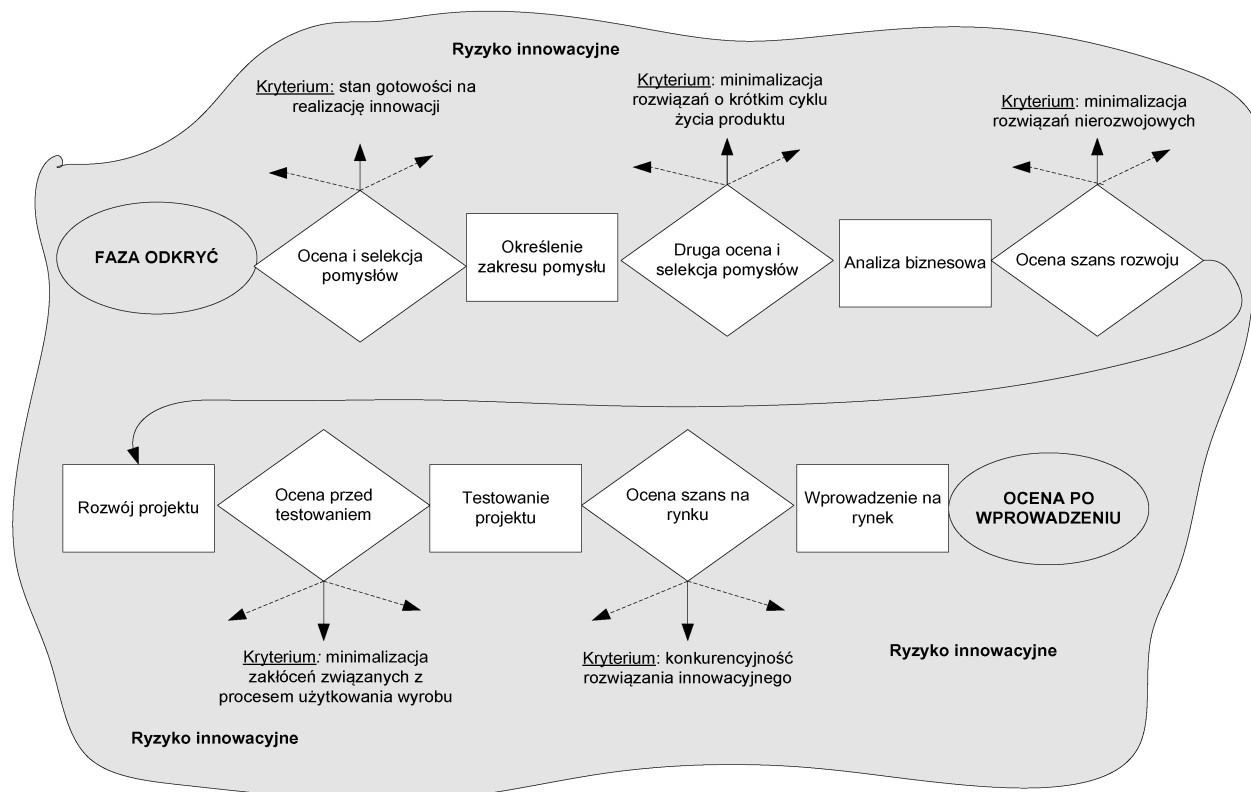 Ryzyko innowacyjne
Kryterium: stan gotowości na
realizację innowacji
Kryterium: minimalizacja
rozwiązań o krótkim cyklu
życia produktu
Kryterium: minimalizacja
rozwiązań nierozwojowych
FAZA ODKRYĆ
Ocena i selekcja
pomysłów
Określenie
zakresu pomysłu
Druga ocena i
selekcja pomysłów
Analiza biznesowa
Ocena szans rozwoju
Rozwój projektu
Ocena przed
testowaniem
Testowanie
projektu
Ocena szans na
rynku
Wprowadzenie na
rynek
OCENA PO
WPROWADZENIU
Kryterium: minimalizacja
zakłóceń związanych z
procesem użytkowania wyrobu
Kryterium: konkurencyjność
rozwiązania innowacyjnego
Ryzyko innowacyjne
Ryzyko innowacyjne